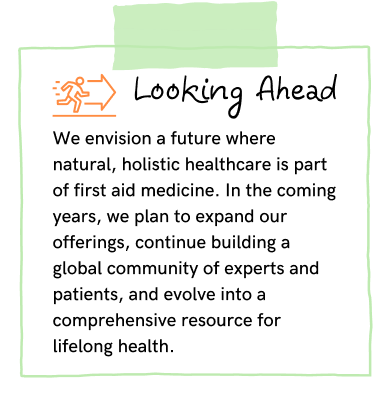 Looking Ahead
We envision a future where
natural, holistic healthcare is part
of first aid medicine. In the coming
years, we plan to expand our
offerings, continue building a
global community of experts and
patients, and evolve into a
comprehensive resource for
lifelong health.